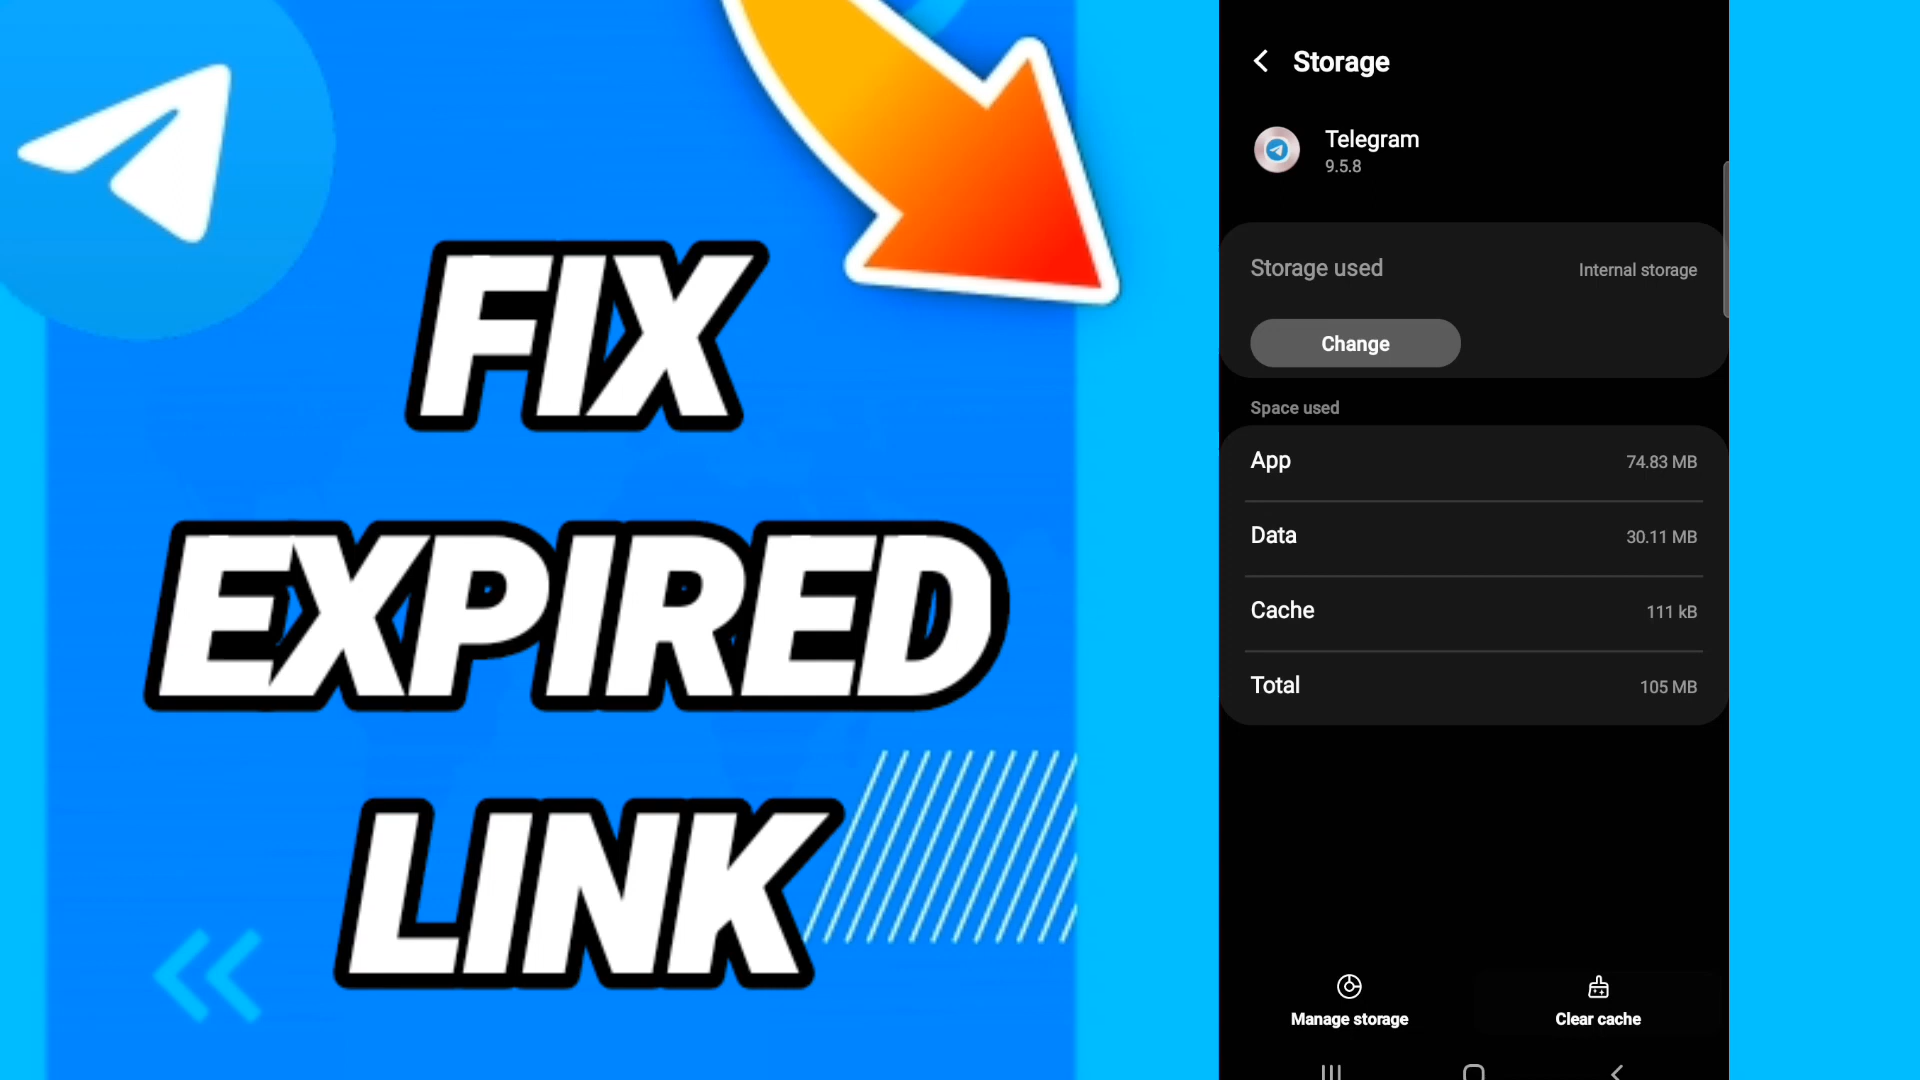 FIX
EXPIRED
LINK
Storage
Telegram
9.5.8
Storage used Internal storage
Change
Space used
App 74.83 MB
Data 30.11 MB
Cache 111 kB
Total 105 MB
Manage storage Clear cache